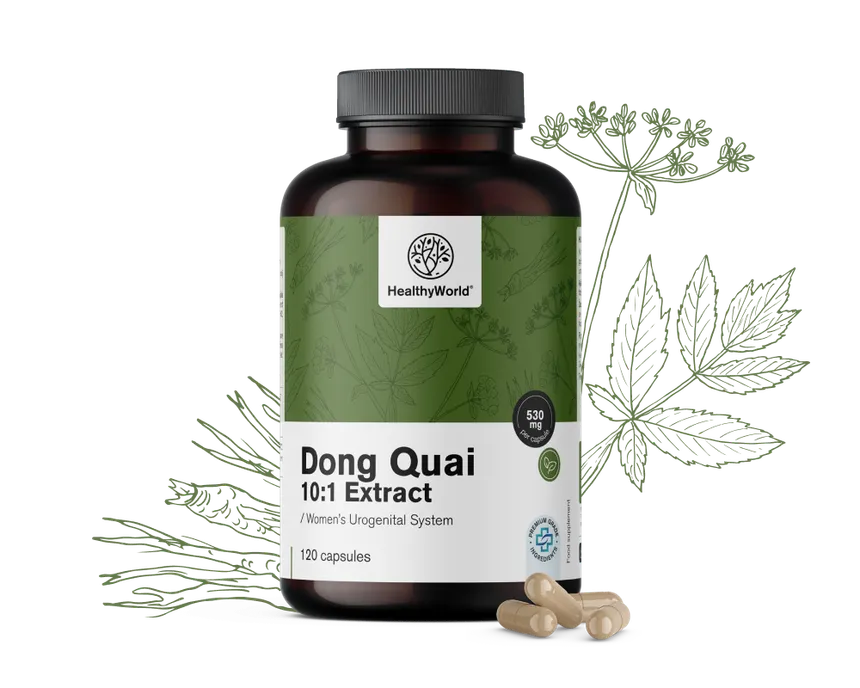 HealthyWorld®
530
mg
per capsule
Dong Quai
10:1 Extract
/ Women's Urogenital System
120 capsules
PREMIUM GRADE
INGREDIENTS
Food supplement